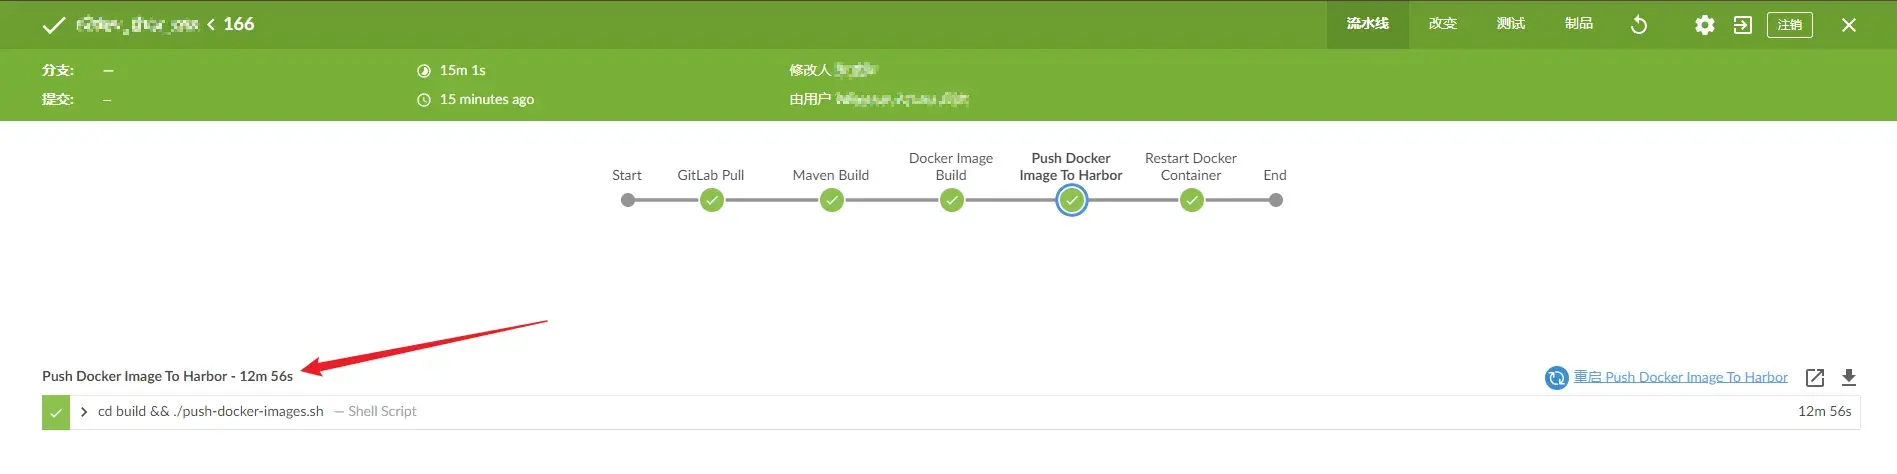 166
流水线 改变 测试 制品 注销
分支: — 15m 1s 修改人
提交: — 15 minutes ago 由用户
Docker Image Push Docker Restart Docker
Start GitLab Pull Maven Build Build Image To Harbor Container End
Push Docker Image To Harbor - 12m 56s 重启 Push Docker Image To Harbor
cd build && ./push-docker-images.sh — Shell Script 12m 56s